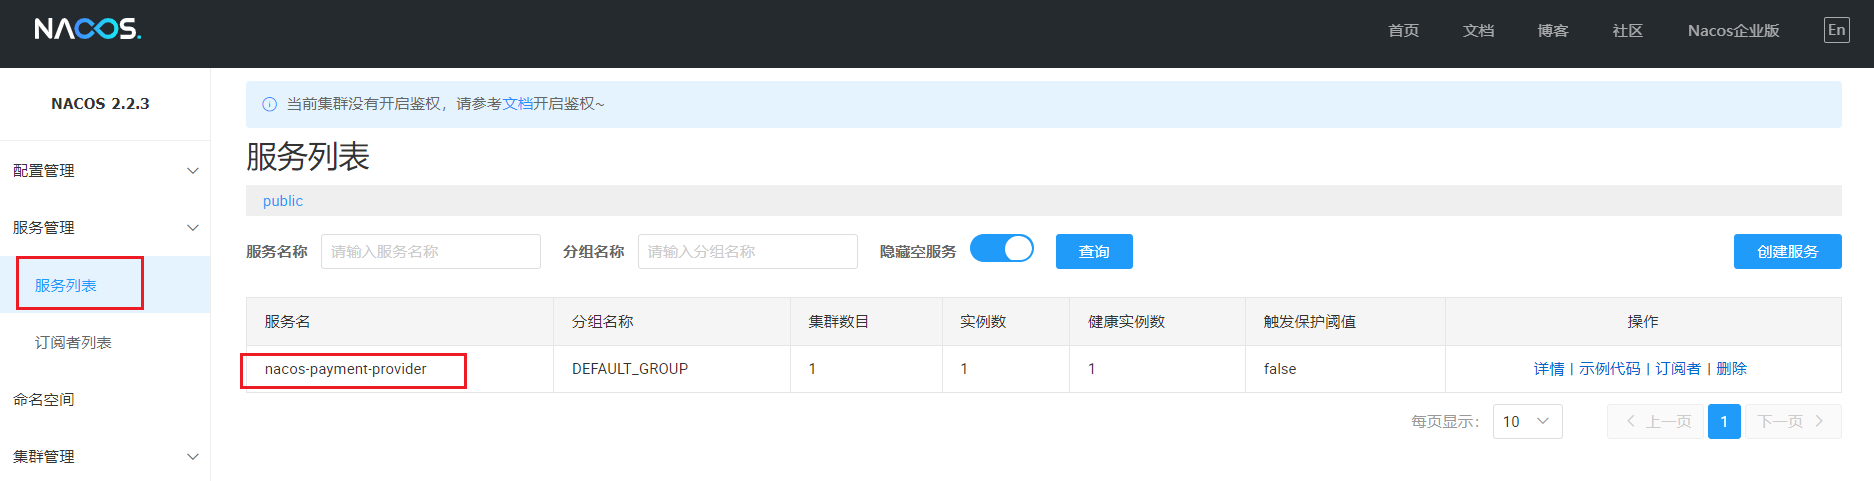 NACOS.
首页 文档 博客 社区 Nacos企业版 En
NACOS 2.2.3
配置管理
服务管理
服务列表
订阅者列表
命名空间
集群管理
当前集群没有开启鉴权，请参考文档开启鉴权~
服务列表
public
服务名称 请输入服务名称 分组名称 请输入分组名称 隐藏空服务 查询 创建服务
服务名 分组名称 集群数目 实例数 健康实例数 触发保护阈值 操作
nacos-payment-provider DEFAULT_GROUP 1 1 1 false 详情 | 示例代码 | 订阅者 | 删除
每页显示: 10 上一页 1 下一页